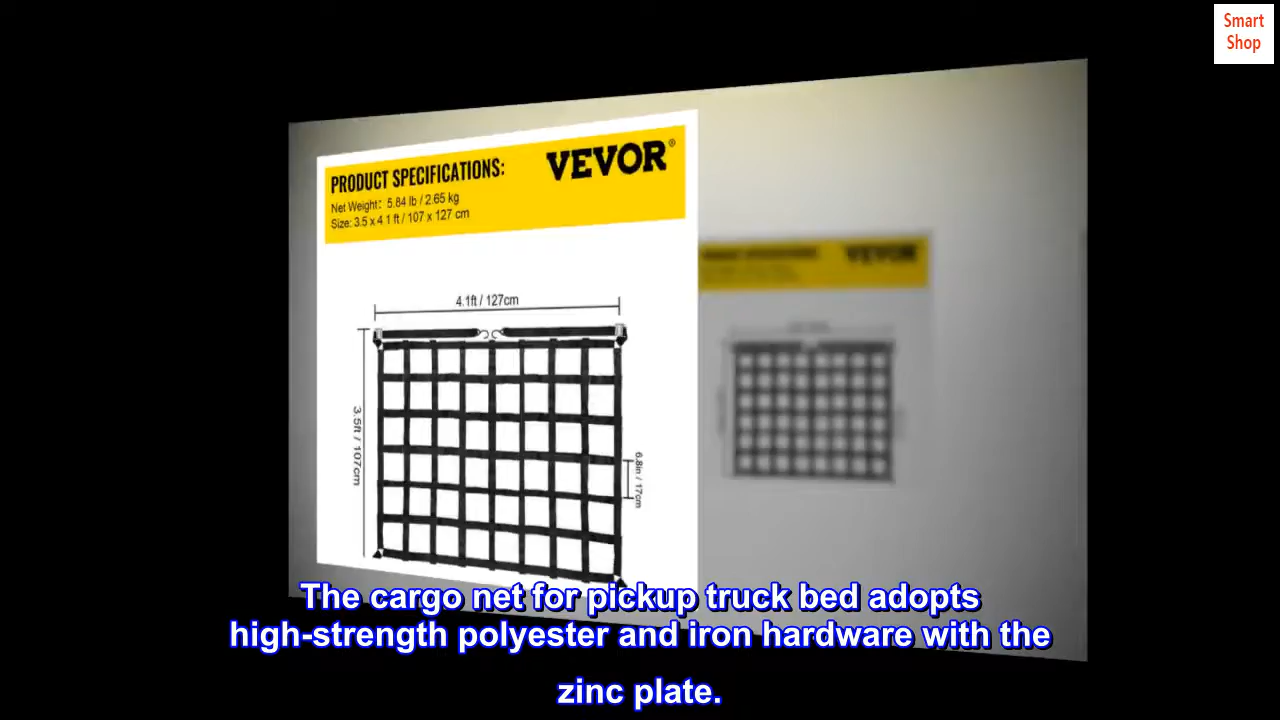 Smart
Shop
PRODUCT SPECIFICATIONS:
VEVOR®
Net Weight: 5.84 lb / 2.65 kg
Size: 3.5 x 4.1 ft / 107 x 127 cm
4.1ft / 127cm
3.5ft / 107cm
6.8in / 17cm
VEVOR
The cargo net for pickup truck bed adopts
high-strength polyester and iron hardware with the
zinc plate.